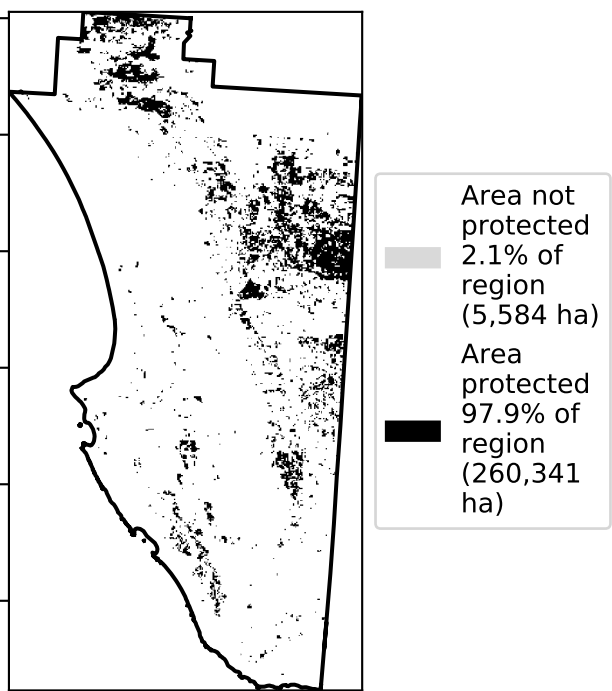 Area not
protected
2.1% of
region
(5,584 ha)
Area
protected
97.9% of
region
(260,341
ha)